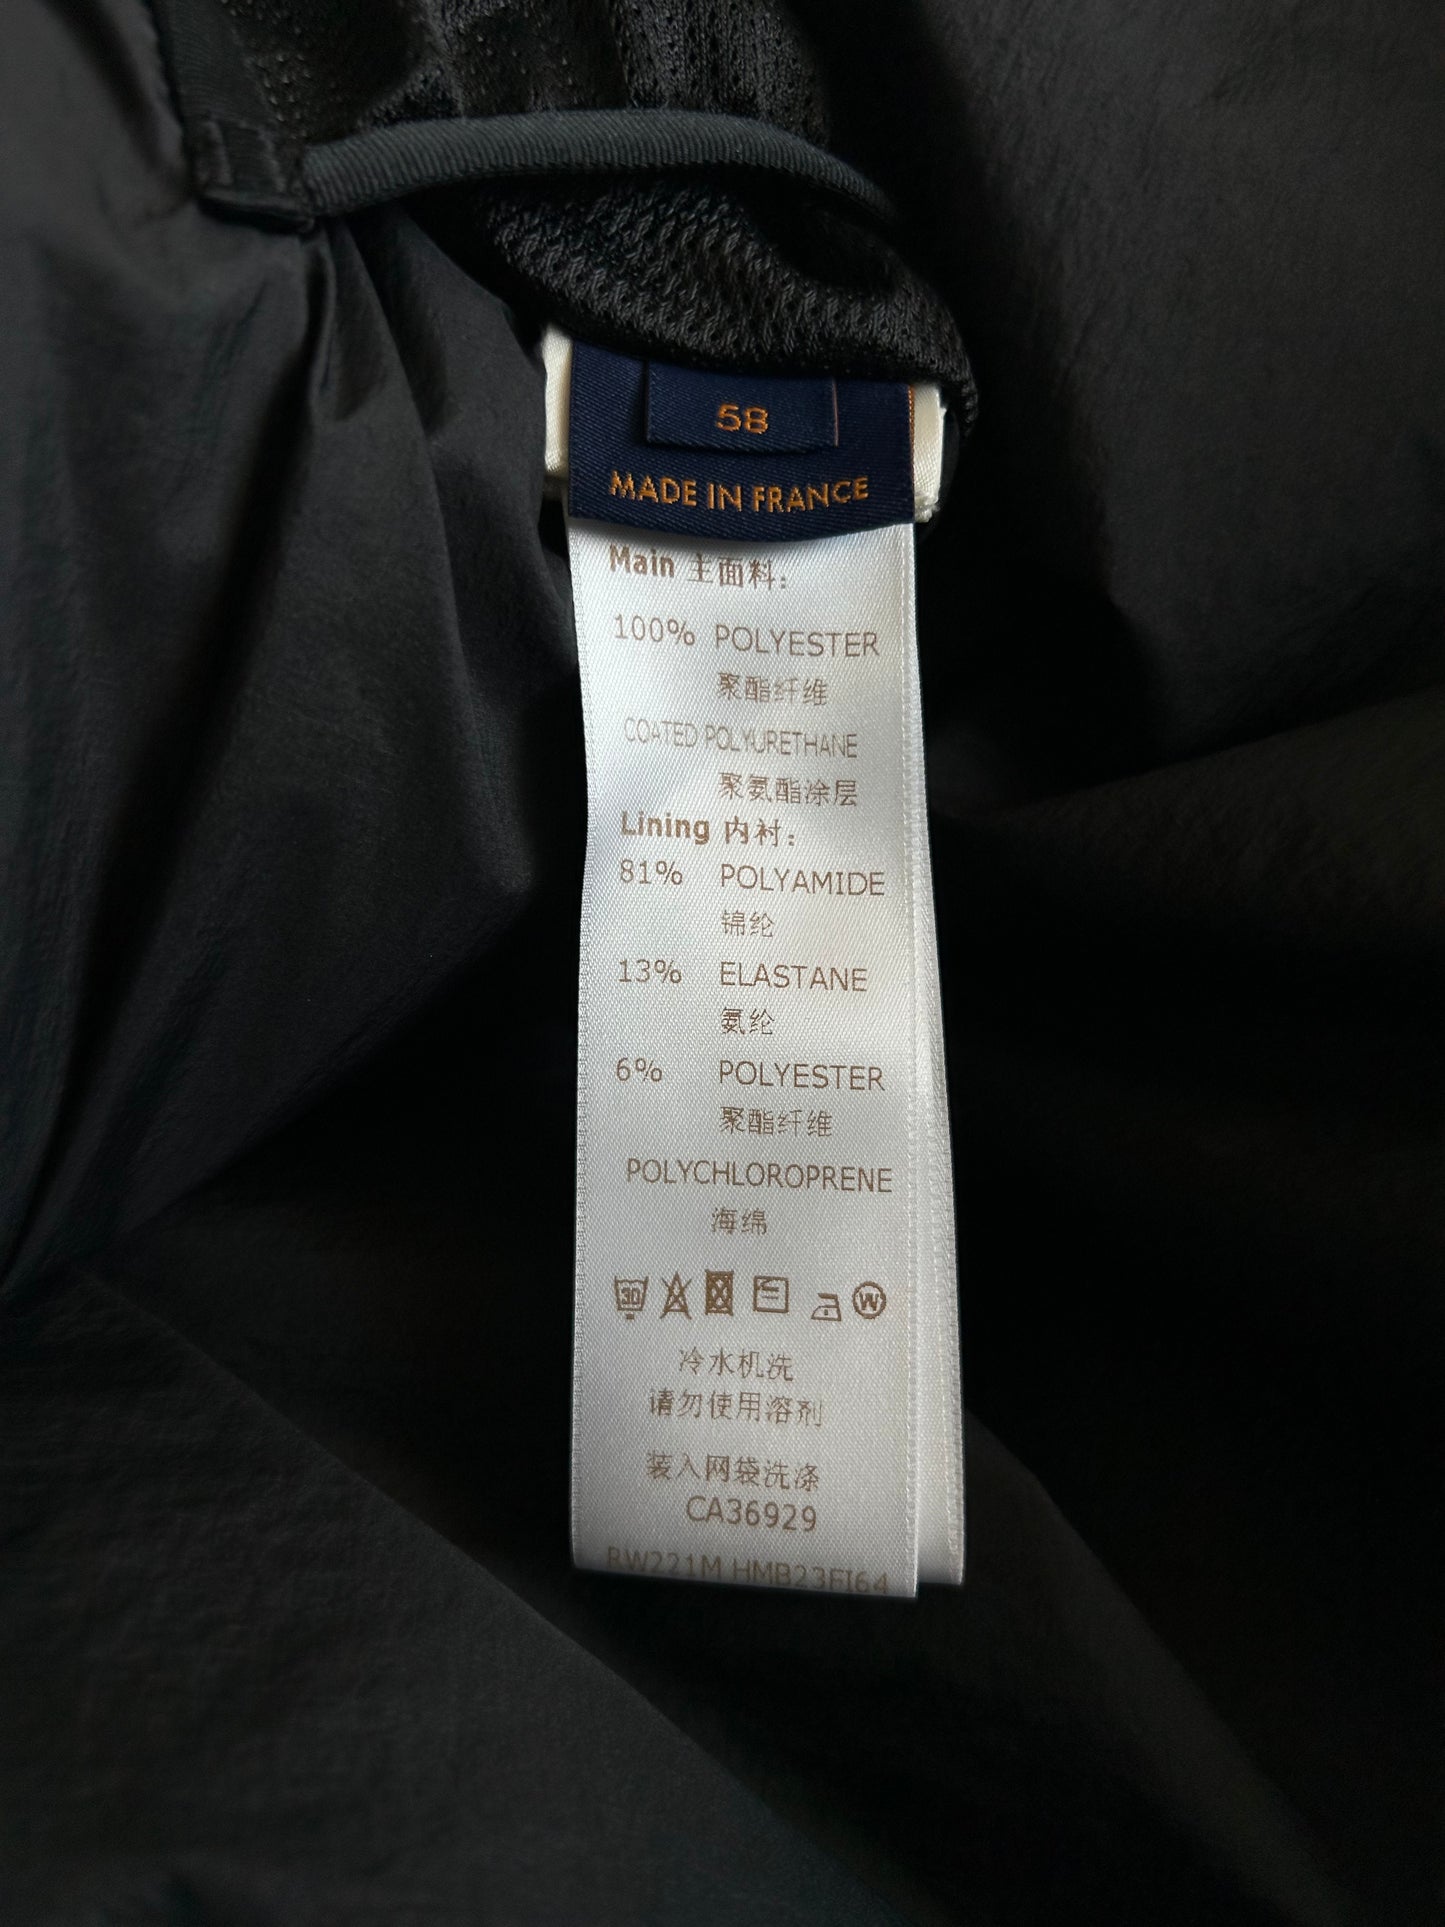 58
MADE IN FRANCE
Main 主面料:
100% POLYESTER
聚酯纤维
COATED POLYURETHANE
聚氨酯涂层
Lining 内衬:
81% POLYAMIDE
锦纶
13% ELASTANE
氨纶
6% POLYESTER
聚酯纤维
POLYCHLOROPRENE
海绵
30 W
冷水机洗
请勿使用溶剂
装入网袋洗涤
CA36929
RW221M HMB23FI64